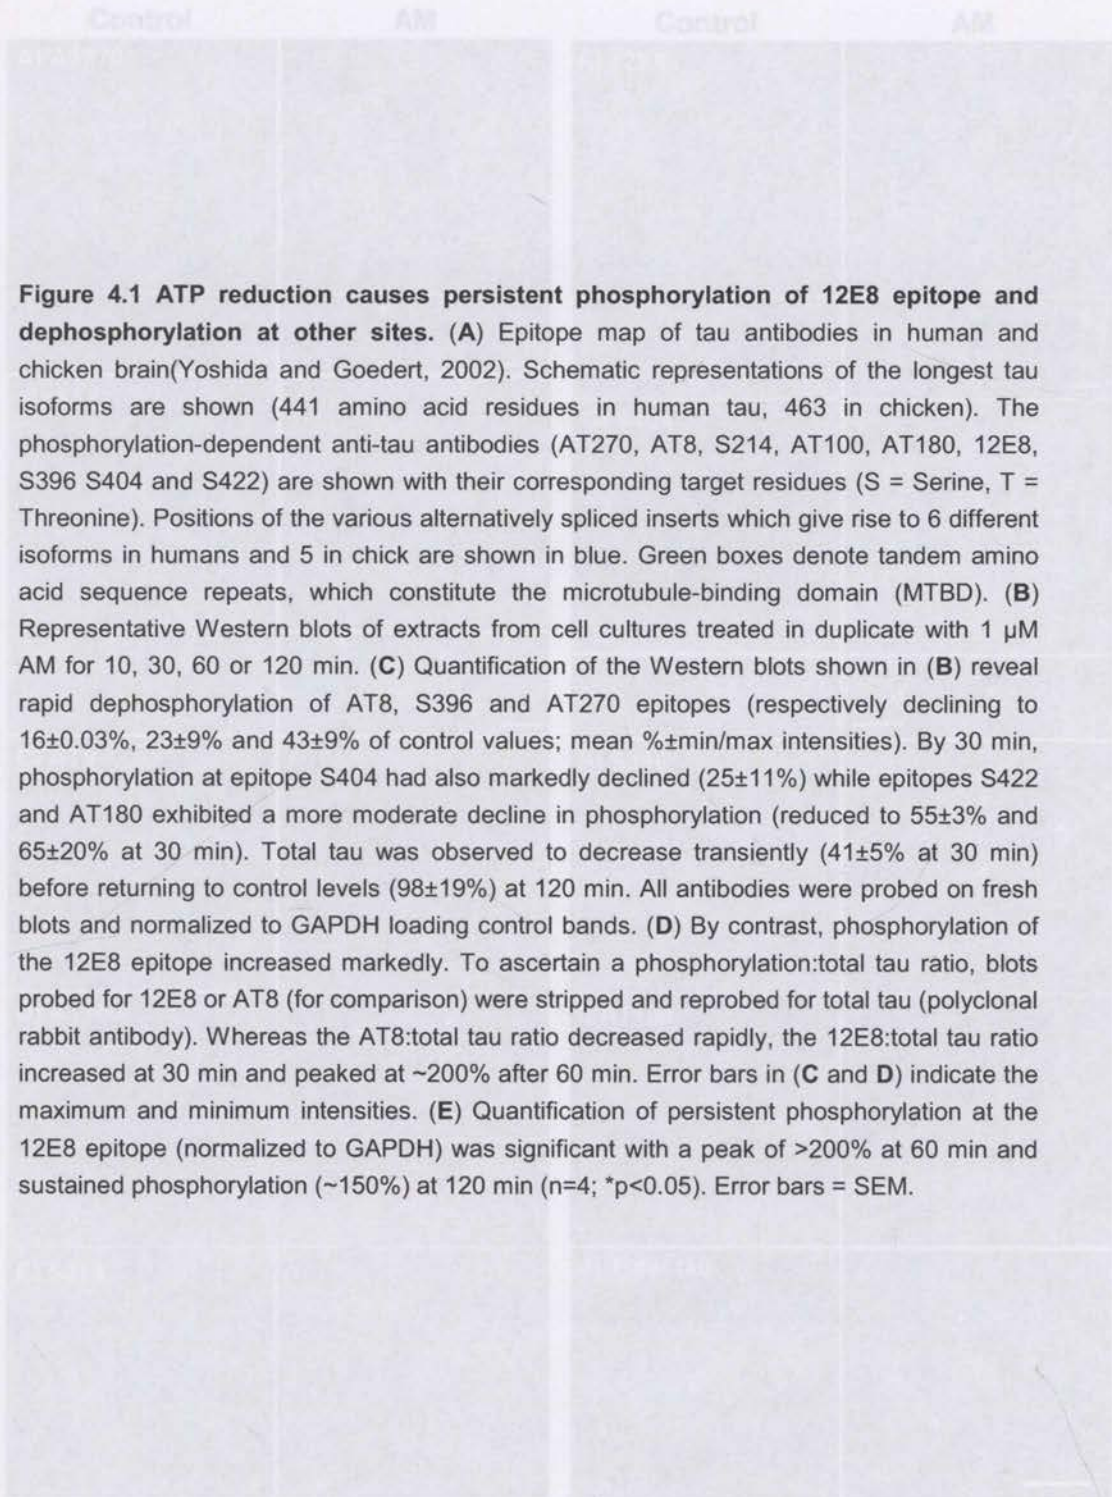 Control AM Control AM
Figure 4.1 ATP reduction causes persistent phosphorylation of 12E8 epitope and
dephosphorylation at other sites. (A) Epitope map of tau antibodies in human and
chicken brain(Yoshida and Goedert, 2002). Schematic representations of the longest tau
isoforms are shown (441 amino acid residues in human tau, 463 in chicken). The
phosphorylation-dependent anti-tau antibodies (AT270, AT8, S214, AT100, AT180, 12E8,
S396 S404 and S422) are shown with their corresponding target residues (S = Serine, T =
Threonine). Positions of the various alternatively spliced inserts which give rise to 6 different
isoforms in humans and 5 in chick are shown in blue. Green boxes denote tandem amino
acid sequence repeats, which constitute the microtubule-binding domain (MTBD). (B)
Representative Western blots of extracts from cell cultures treated in duplicate with 1 µM
AM for 10, 30, 60 or 120 min. (C) Quantification of the Western blots shown in (B) reveal
rapid dephosphorylation of AT8, S396 and AT270 epitopes (respectively declining to
16±0.03%, 23±9% and 43±9% of control values; mean %±min/max intensities). By 30 min,
phosphorylation at epitope S404 had also markedly declined (25±11%) while epitopes S422
and AT180 exhibited a more moderate decline in phosphorylation (reduced to 55±3% and
65±20% at 30 min). Total tau was observed to decrease transiently (41±5% at 30 min)
before returning to control levels (98±19%) at 120 min. All antibodies were probed on fresh
blots and normalized to GAPDH loading control bands. (D) By contrast, phosphorylation of
the 12E8 epitope increased markedly. To ascertain a phosphorylation:total tau ratio, blots
probed for 12E8 or AT8 (for comparison) were stripped and reprobed for total tau (polyclonal
rabbit antibody). Whereas the AT8:total tau ratio decreased rapidly, the 12E8:total tau ratio
increased at 30 min and peaked at ~200% after 60 min. Error bars in (C and D) indicate the
maximum and minimum intensities. (E) Quantification of persistent phosphorylation at the
12E8 epitope (normalized to GAPDH) was significant with a peak of >200% at 60 min and
sustained phosphorylation (~150%) at 120 min (n=4; *p<0.05). Error bars = SEM.